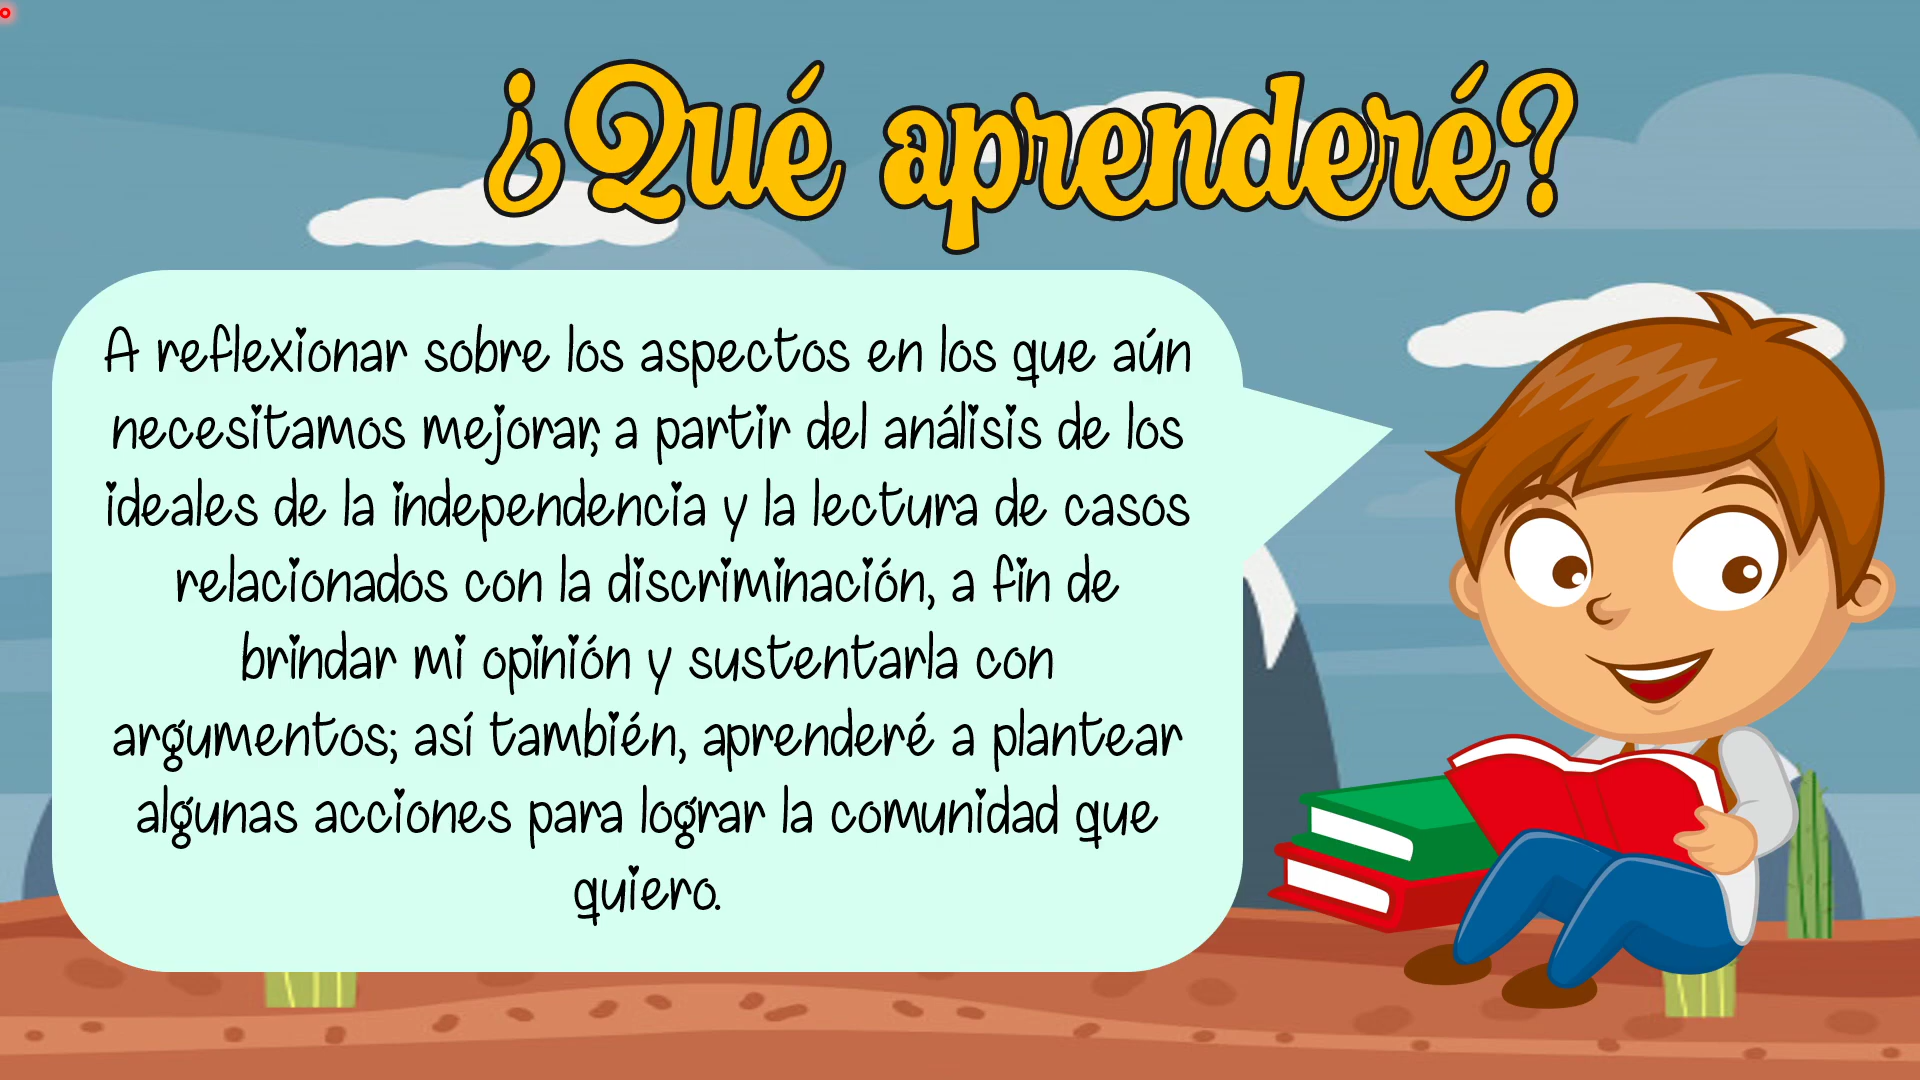 ¿Qué aprenderé?
A reflexionar sobre los aspectos en los que aún
necesitamos mejorar, a partir del análisis de los
ideales de la independencia y la lectura de casos
relacionados con la discriminación, a fin de
brindar mi opinión y sustentarla con
argumentos; así también, aprenderé a plantear
algunas acciones para lograr la comunidad que
quiero.